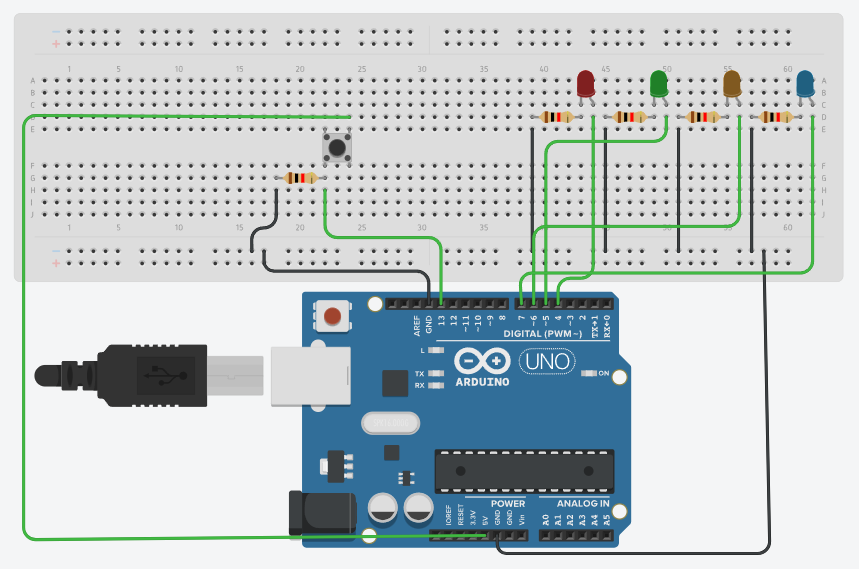 1 5 10 15 20 25 30 35 40 45 50 55 60
A A
B B
C C
D
E E
F F
G G
H H
I I
J J
1 5 10 15 20 25 30 35 40 45 50 55 60
AREF
GND
13
12
~11
~10
~9
8
7
~6
~5
4
~3
2
TX→1
RX←0
DIGITAL (PWM~)
L
TX
RX
ARDUINO
UNO
ON
POWER
ANALOG IN
IOREF
RESET
3.3V
5V
GND
GND
Vin
A0
A1
A2
A3
A4
A5